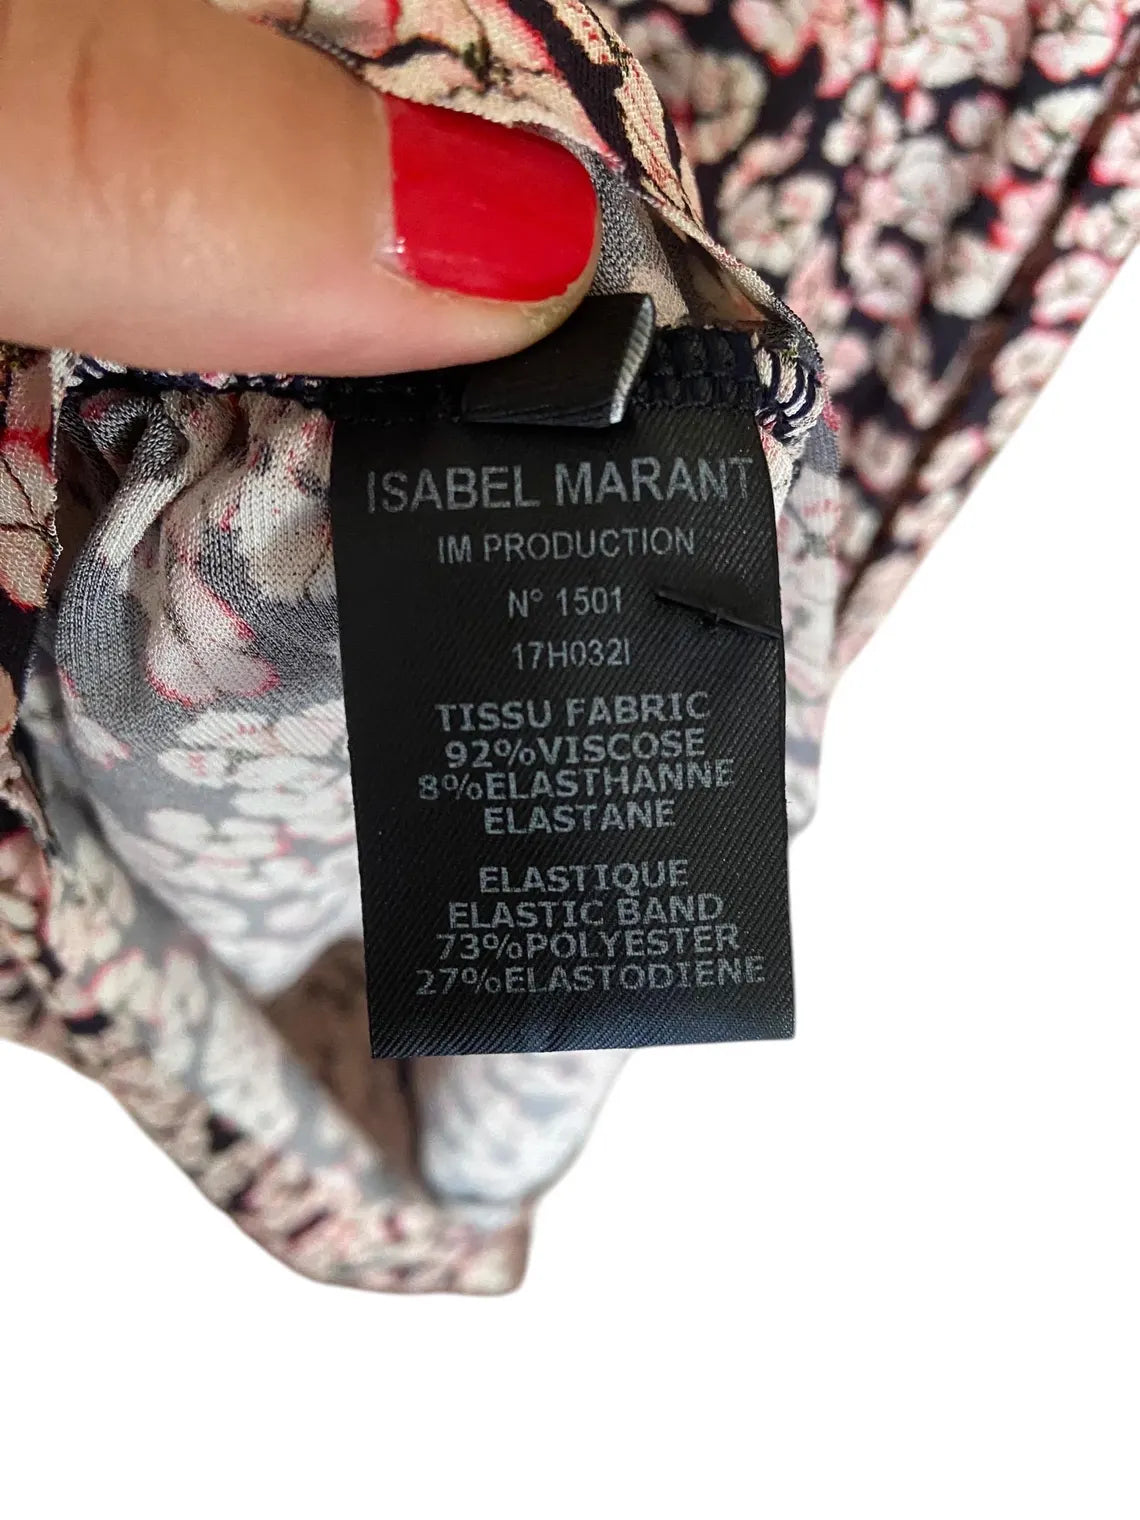 ISABEL MARANT
IM PRODUCTION
N° 1501
17H032I
TISSU FABRIC
92%VISCOSE
8%ELASTHANNE
ELASTANE
ELASTIQUE
ELASTIC BAND
73%POLYESTER
27%ELASTODIENE